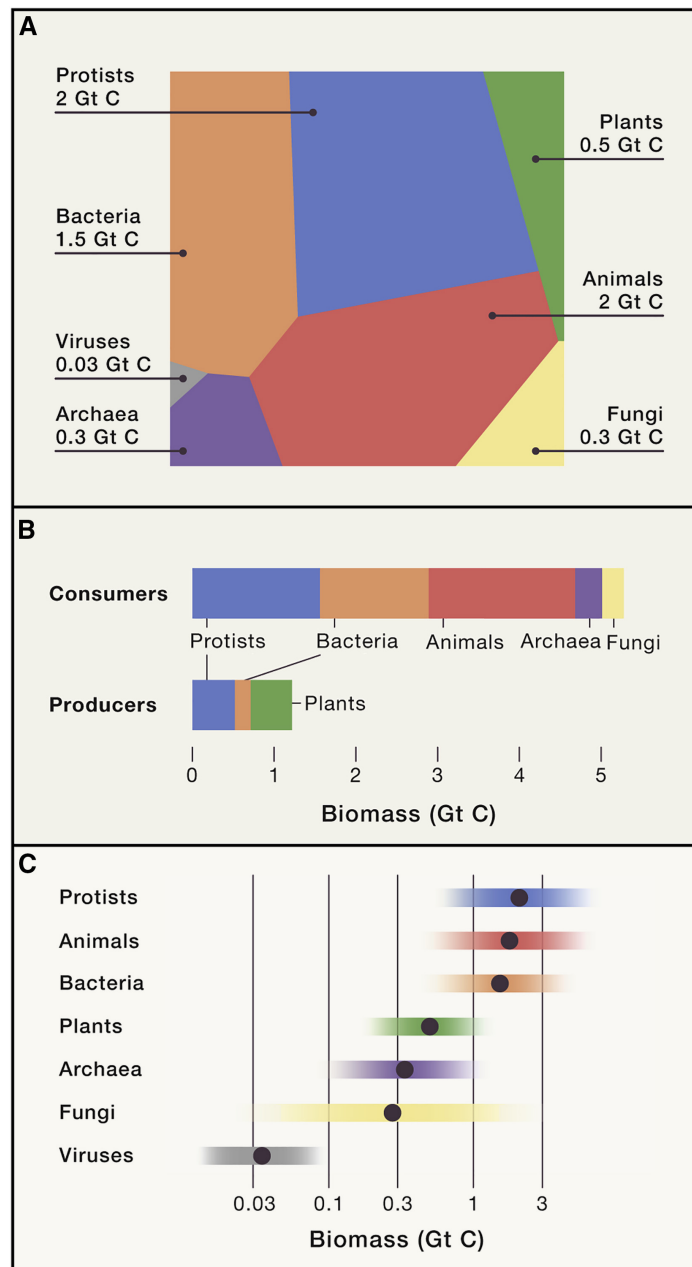 A
Protists
2 Gt C
Plants
0.5 Gt C
Bacteria
1.5 Gt C
Animals
2 Gt C
Viruses
0.03 Gt C
Archaea
0.3 Gt C
Fungi
0.3 Gt C
B
Consumers
Protists Bacteria Animals Archaea Fungi
Producers Plants
0 1 2 3 4 5
Biomass (Gt C)
C
Protists
Animals
Bacteria
Plants
Archaea
Fungi
Viruses
0.03 0.1 0.3 1 3
Biomass (Gt C)